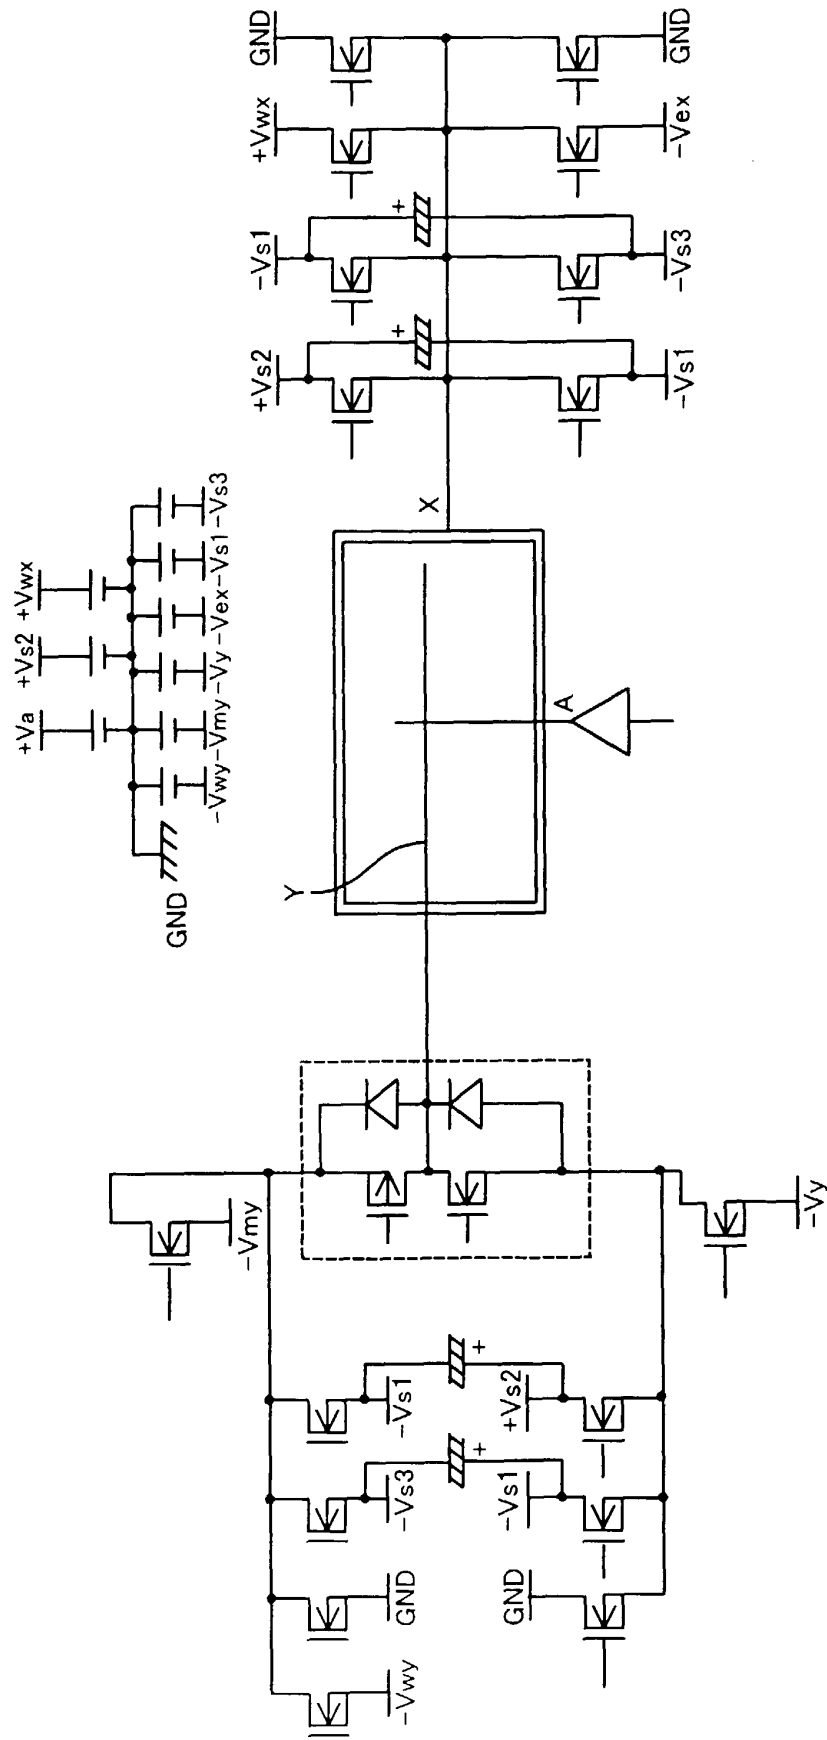 GND
+Vwx
-Vs1
+Vs2
GND
-Vex
-Vs3
-Vs1
+
+
X
+Va
+Vs2
+Vwx
GND
-Vwy-Vmy-Vy-Vex-Vs1-Vs3
A
Y
-Vmy
-Vy
-Vs1
+Vs2
+
-Vs3
-Vs1
+
GND
GND
-Vwy